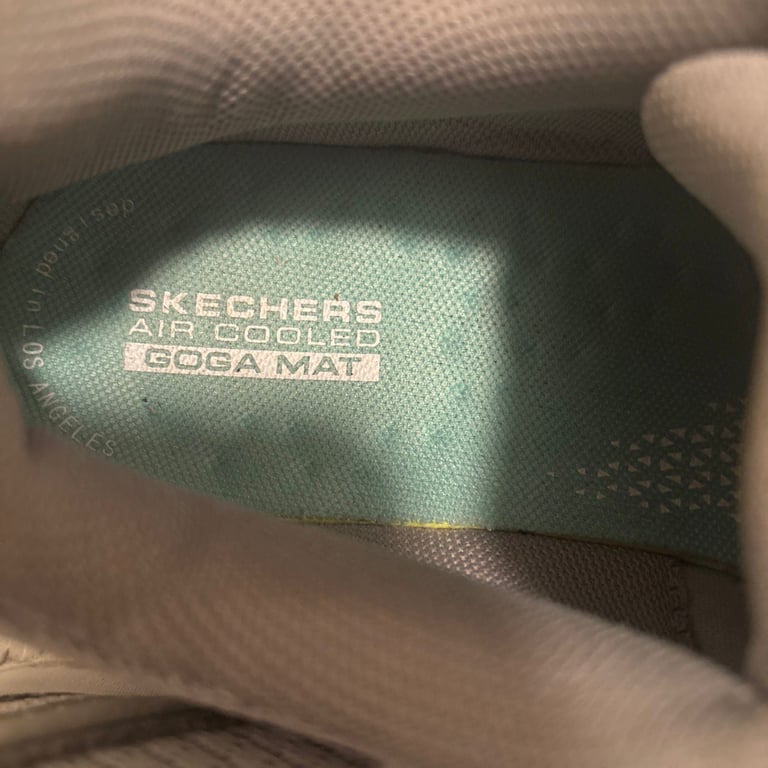 SKECHERS
AIR COOLED
GOGA MAT
designed in LOS ANGELES